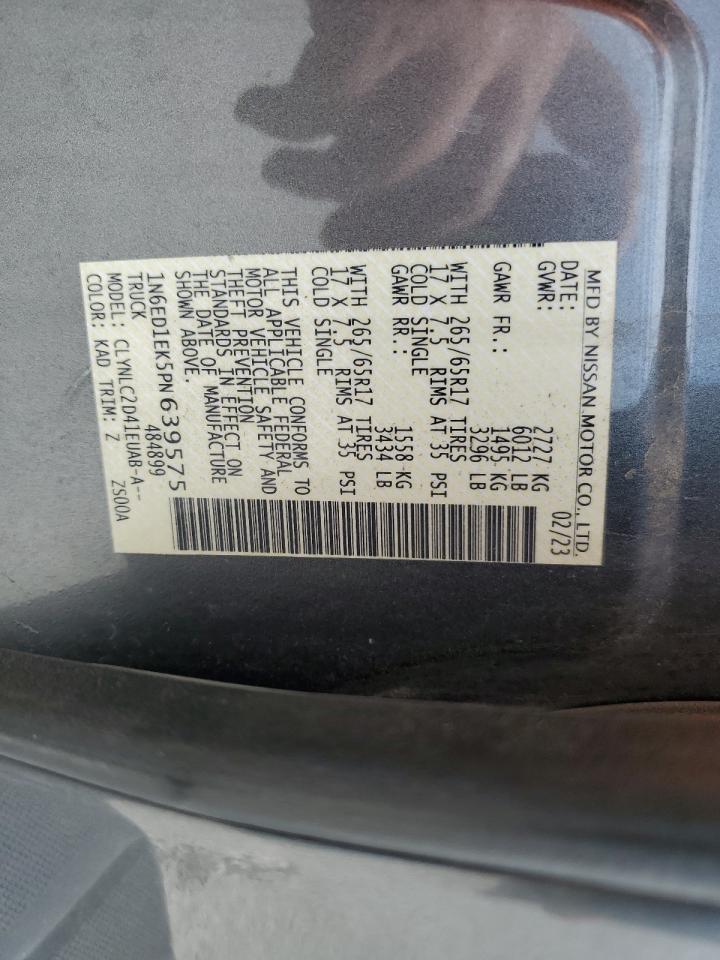 MFD BY NISSAN MOTOR CO., LTD.
DATE: 02/23
GVWR: 2727 KG
6012 LB
GAWR FR.: 1495 KG
3296 LB
WITH 265/65R17 TIRES
17 X 7.5 RIMS AT 35 PSI
COLD SINGLE
GAWR RR.: 1558 KG
3434 LB
WITH 265/65R17 TIRES
17 X 7.5 RIMS AT 35 PSI
COLD SINGLE
THIS VEHICLE CONFORMS TO
ALL APPLICABLE FEDERAL
MOTOR VEHICLE SAFETY AND
THEFT PREVENTION
STANDARDS IN EFFECT ON
THE DATE OF MANUFACTURE
SHOWN ABOVE.
1N6ED1EK5PN639575
TRUCK 484899
MODEL: CLYNLC2D41EUAB-A--
COLOR: KAD TRIM: Z ZS00A